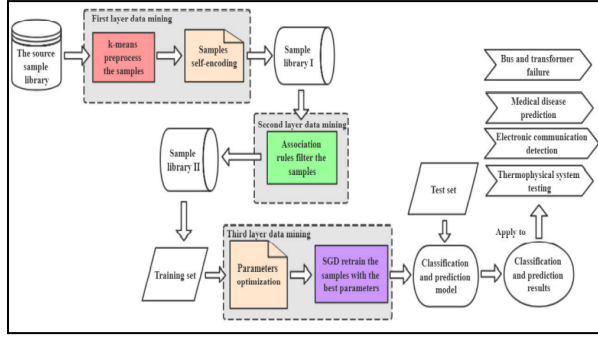 First layer data mining
The source
sample
library
k-means
preprocess
the samples
Samples
self-encoding
Sample
library I
Bus and transformer
failure
Medical disease
prediction
Electronic communication
detection
Thermophysical system
testing
Second layer data mining
Association
rules filter the
samples
Sample
library II
Test set
Third layer data mining
Training set
Parameters
optimization
SGD retrain the
samples with the
best parameters
Classification
and prediction
model
Apply to
Classification
and prediction
results